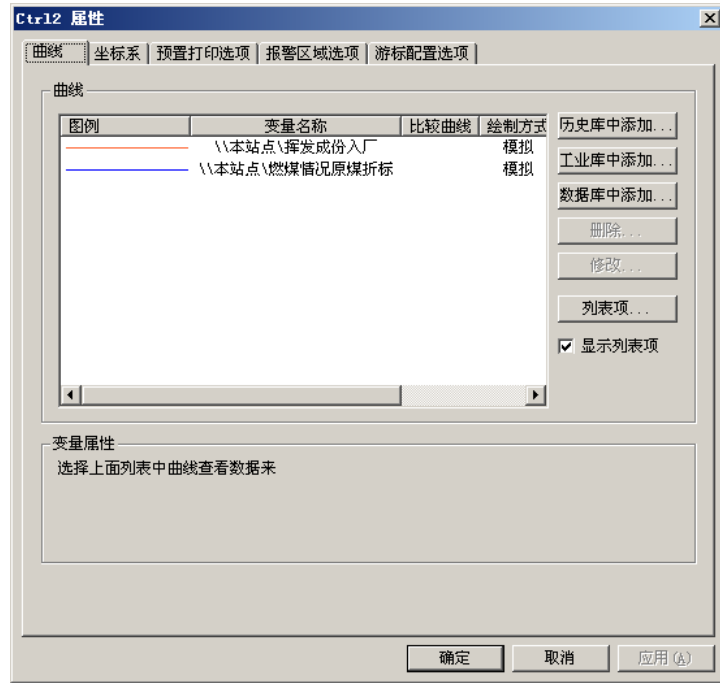 Ctrl2 属性
曲线 坐标系 预置打印选项 报警区域选项 游标配置选项
曲线
图例 变量名称 比较曲线 绘制方式
\\本站点\挥发成份入厂 模拟
\\本站点\燃煤情况原煤折标 模拟
历史库中添加...
工业库中添加...
数据库中添加...
删除...
修改...
列表项...
显示列表项
变量属性
选择上面列表中曲线查看数据来
确定 取消 应用(A)